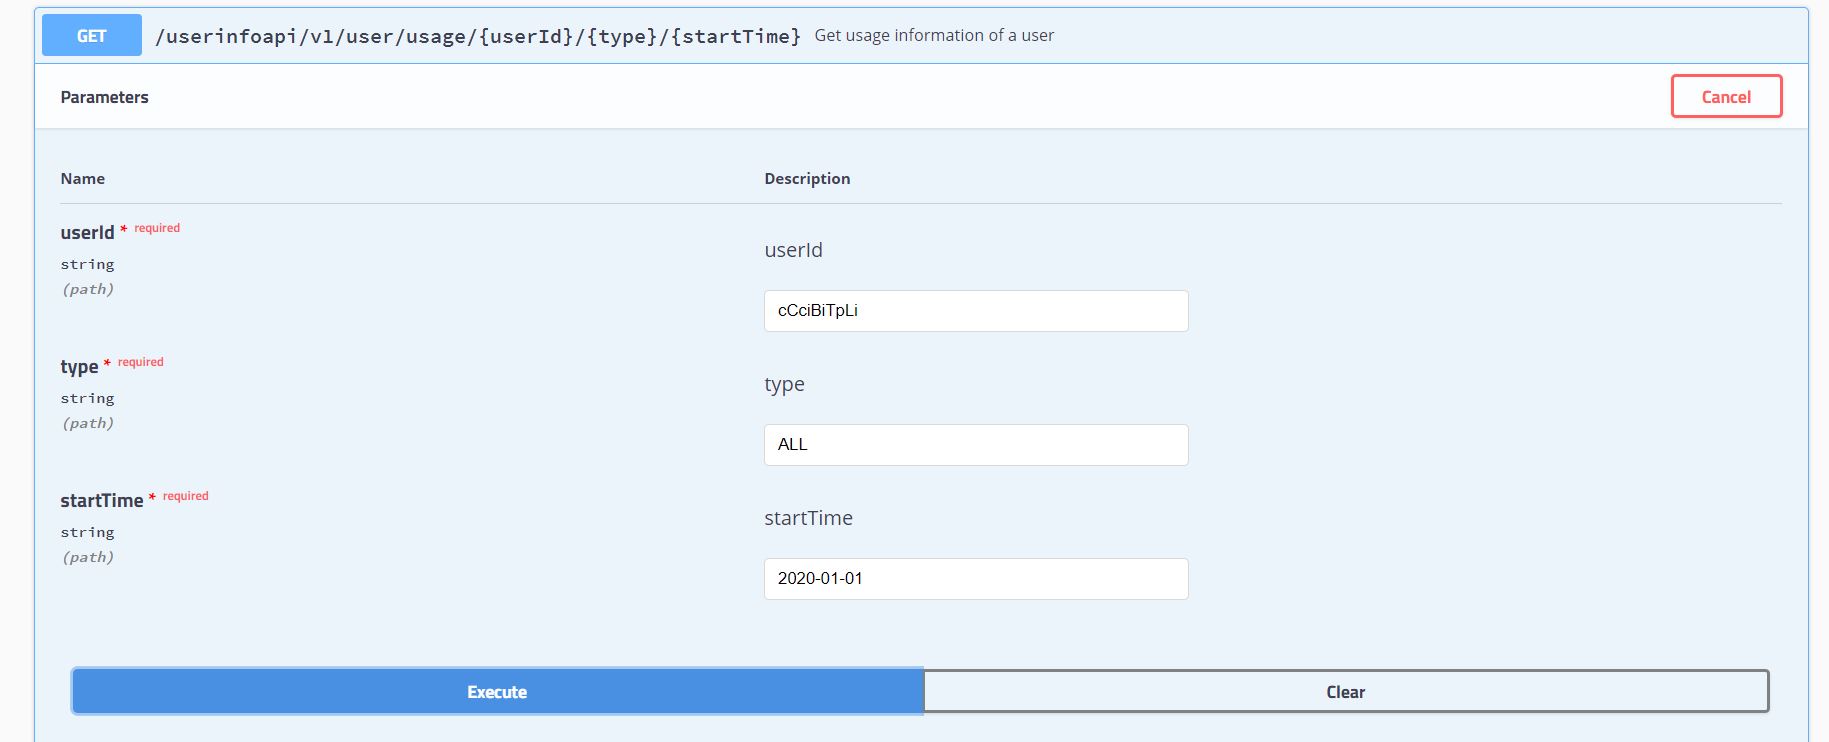 GET /userinfoapi/v1/user/usage/{userId}/{type}/{startTime} Get usage information of a user
Parameters
Cancel
Name Description
userId * required
string
(path)
userId
cCciBiTpLi
type * required
string
(path)
type
ALL
startTime * required
string
(path)
startTime
2020-01-01
Execute Clear